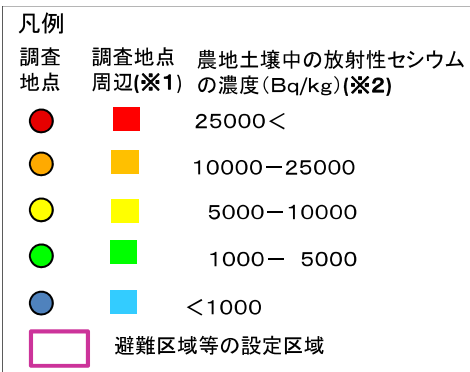 凡例
調査 調査地点 農地土壌中の放射性セシウム
地点 周辺(※1) の濃度(Bq/kg)(※2)
25000<
10000-25000
5000-10000
1000- 5000
<1000
避難区域等の設定区域